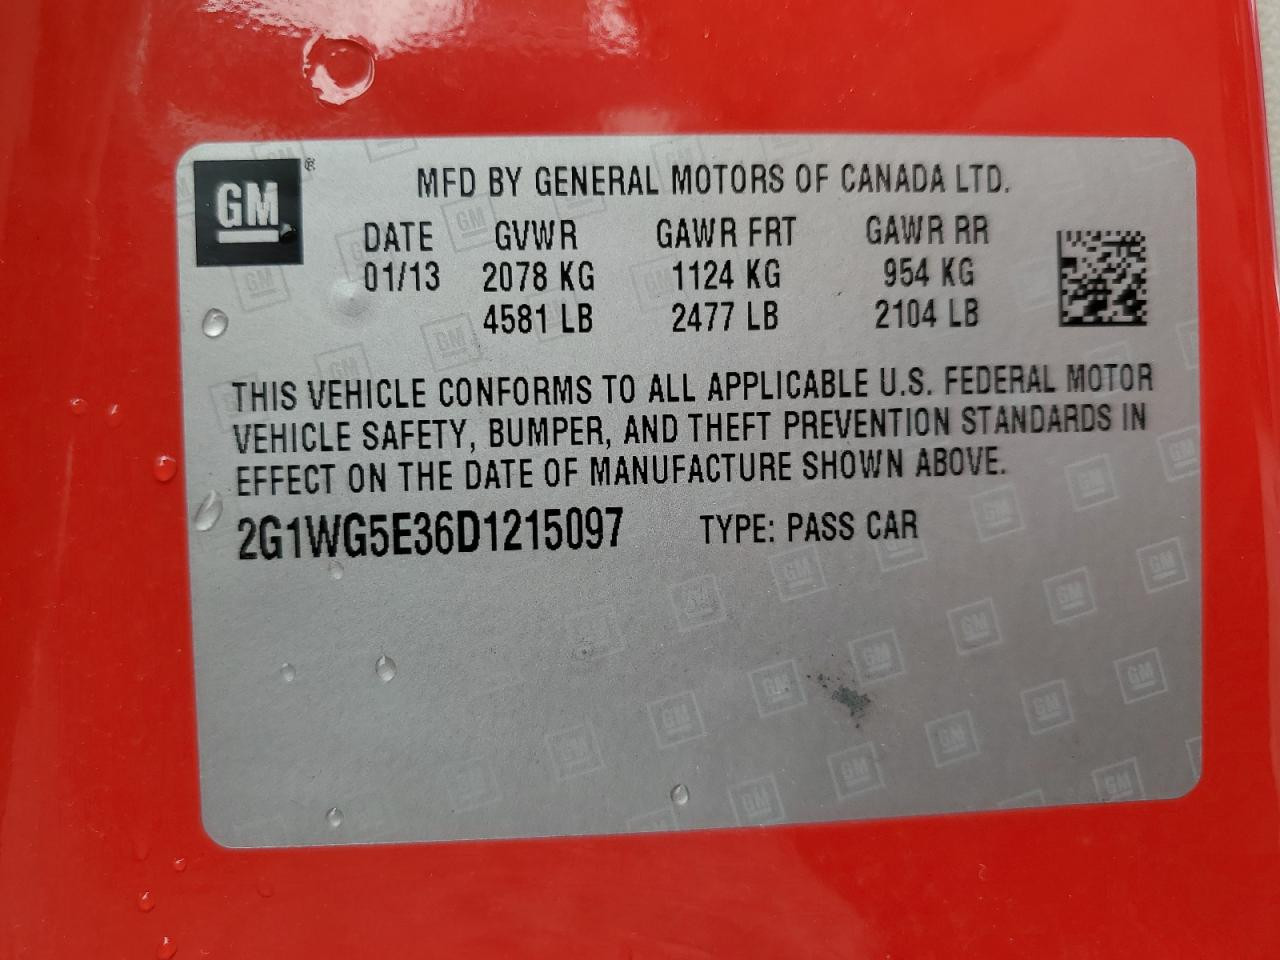 GM ®
MFD BY GENERAL MOTORS OF CANADA LTD.
DATE GVWR GAWR FRT GAWR RR
01/13 2078 KG 1124 KG 954 KG
4581 LB 2477 LB 2104 LB
THIS VEHICLE CONFORMS TO ALL APPLICABLE U.S. FEDERAL MOTOR
VEHICLE SAFETY, BUMPER, AND THEFT PREVENTION STANDARDS IN
EFFECT ON THE DATE OF MANUFACTURE SHOWN ABOVE.
2G1WG5E36D1215097 TYPE: PASS CAR